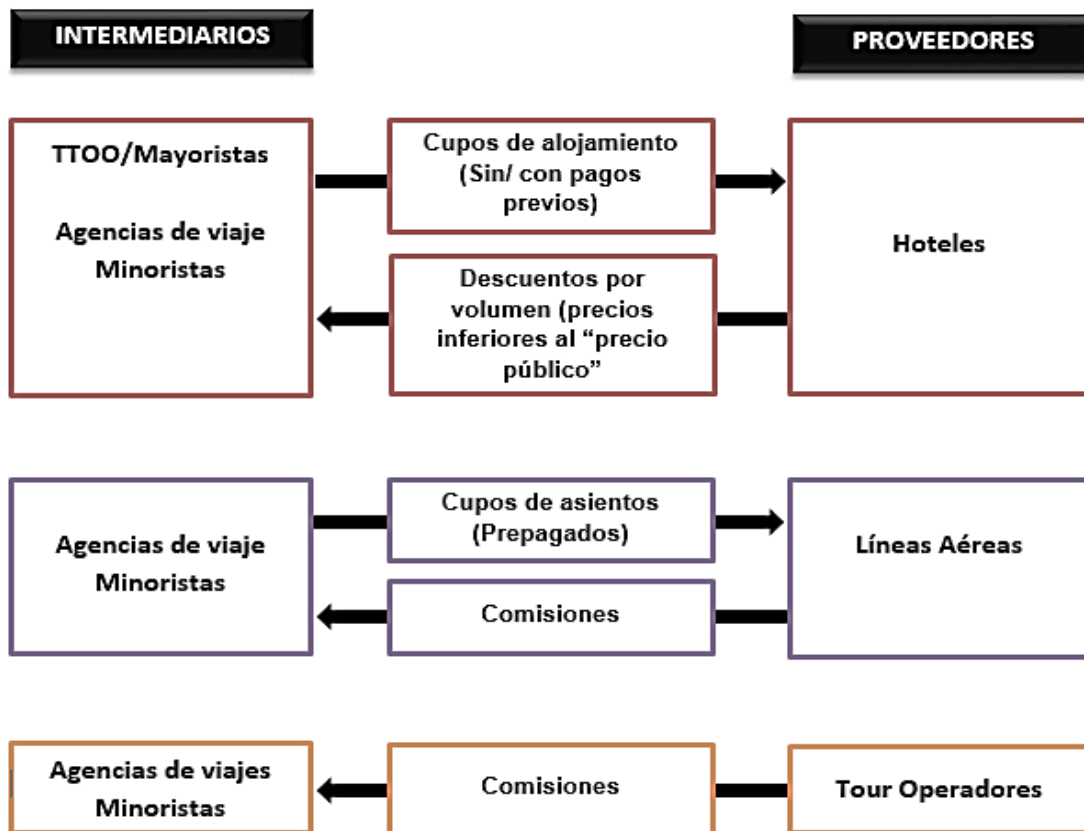 INTERMEDIARIOS
PROVEEDORES
TTOO/Mayoristas
Agencias de viaje
Minoristas
Cupos de alojamiento
(Sin/ con pagos
previos)
Descuentos por
volumen (precios
inferiores al “precio
público”
Hoteles
Agencias de viaje
Minoristas
Cupos de asientos
(Prepagados)
Comisiones
Líneas Aéreas
Agencias de viajes
Minoristas
Comisiones
Tour Operadores